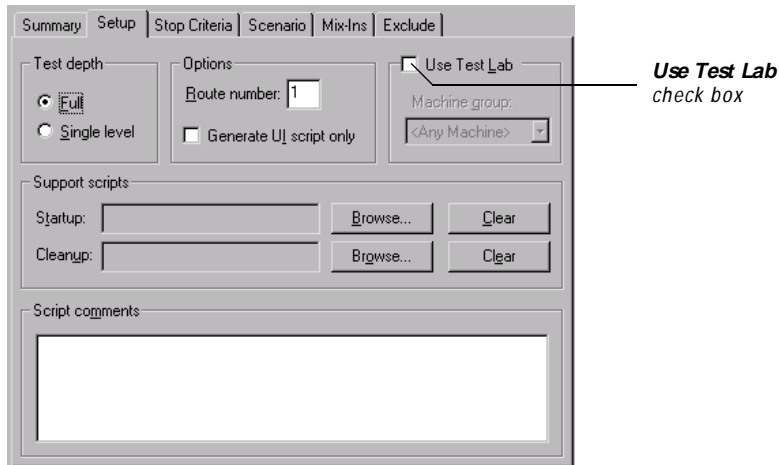 Summary Setup Stop Criteria Scenario Mix-Ins Exclude
Test depth
Full
Single level
Options
Route number: 1
Generate UI script only
Use Test Lab
Machine group:
<Any Machine>
Use Test Lab
check box
Support scripts
Startup: Browse... Clear
Cleanup: Browse... Clear
Script comments